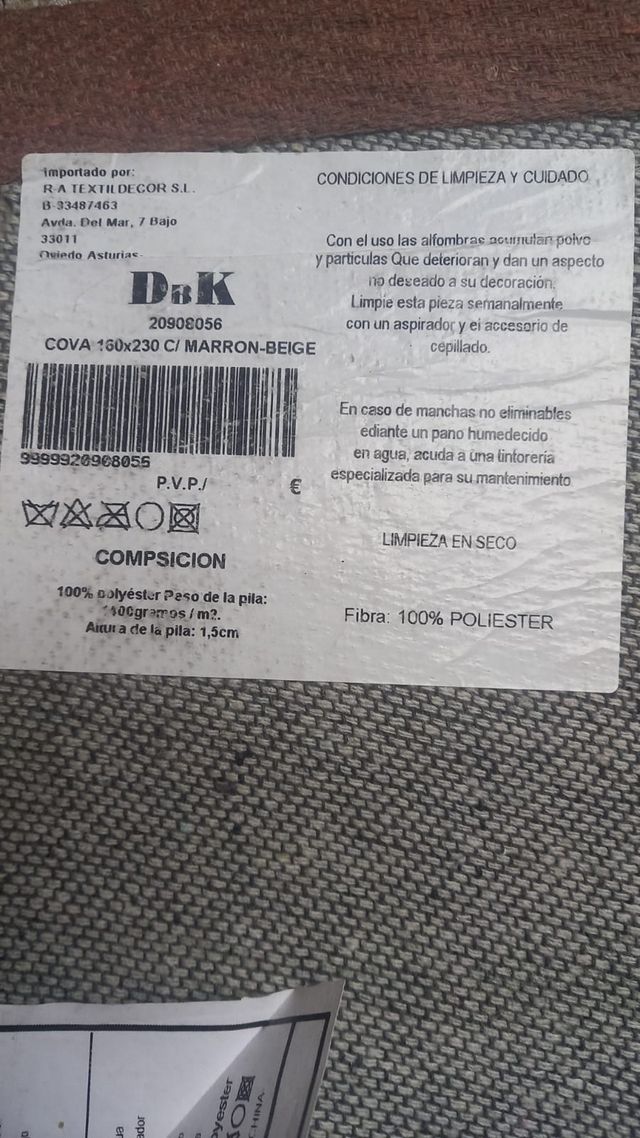 Importado por:
R-A TEXTILDECOR S.L.
B-33487463
Avda. Del Mar, 7 Bajo
33011
Oviedo Asturias.
DBK
20908056
COVA 160x230 C/ MARRON-BEIGE
9999920908056
P.V.P./ €
COMPSICION
100% polyéster Peso de la pila:
1400gramos / m2.
Altura de la pila: 1,5cm
CONDICIONES DE LIMPIEZA Y CUIDADO
Con el uso las alfombras acumulan polvo
y particulas Que deterioran y dan un aspecto
no deseado a su decoración.
Limpie esta pieza semanalmente
con un aspirador y el accesorio de
cepillado.
En caso de manchas no eliminables
ediante un pano humedecido
en agua, acuda a una tintorería
especializada para su mantenimiento
LIMPIEZA EN SECO
Fibra: 100% POLIESTER